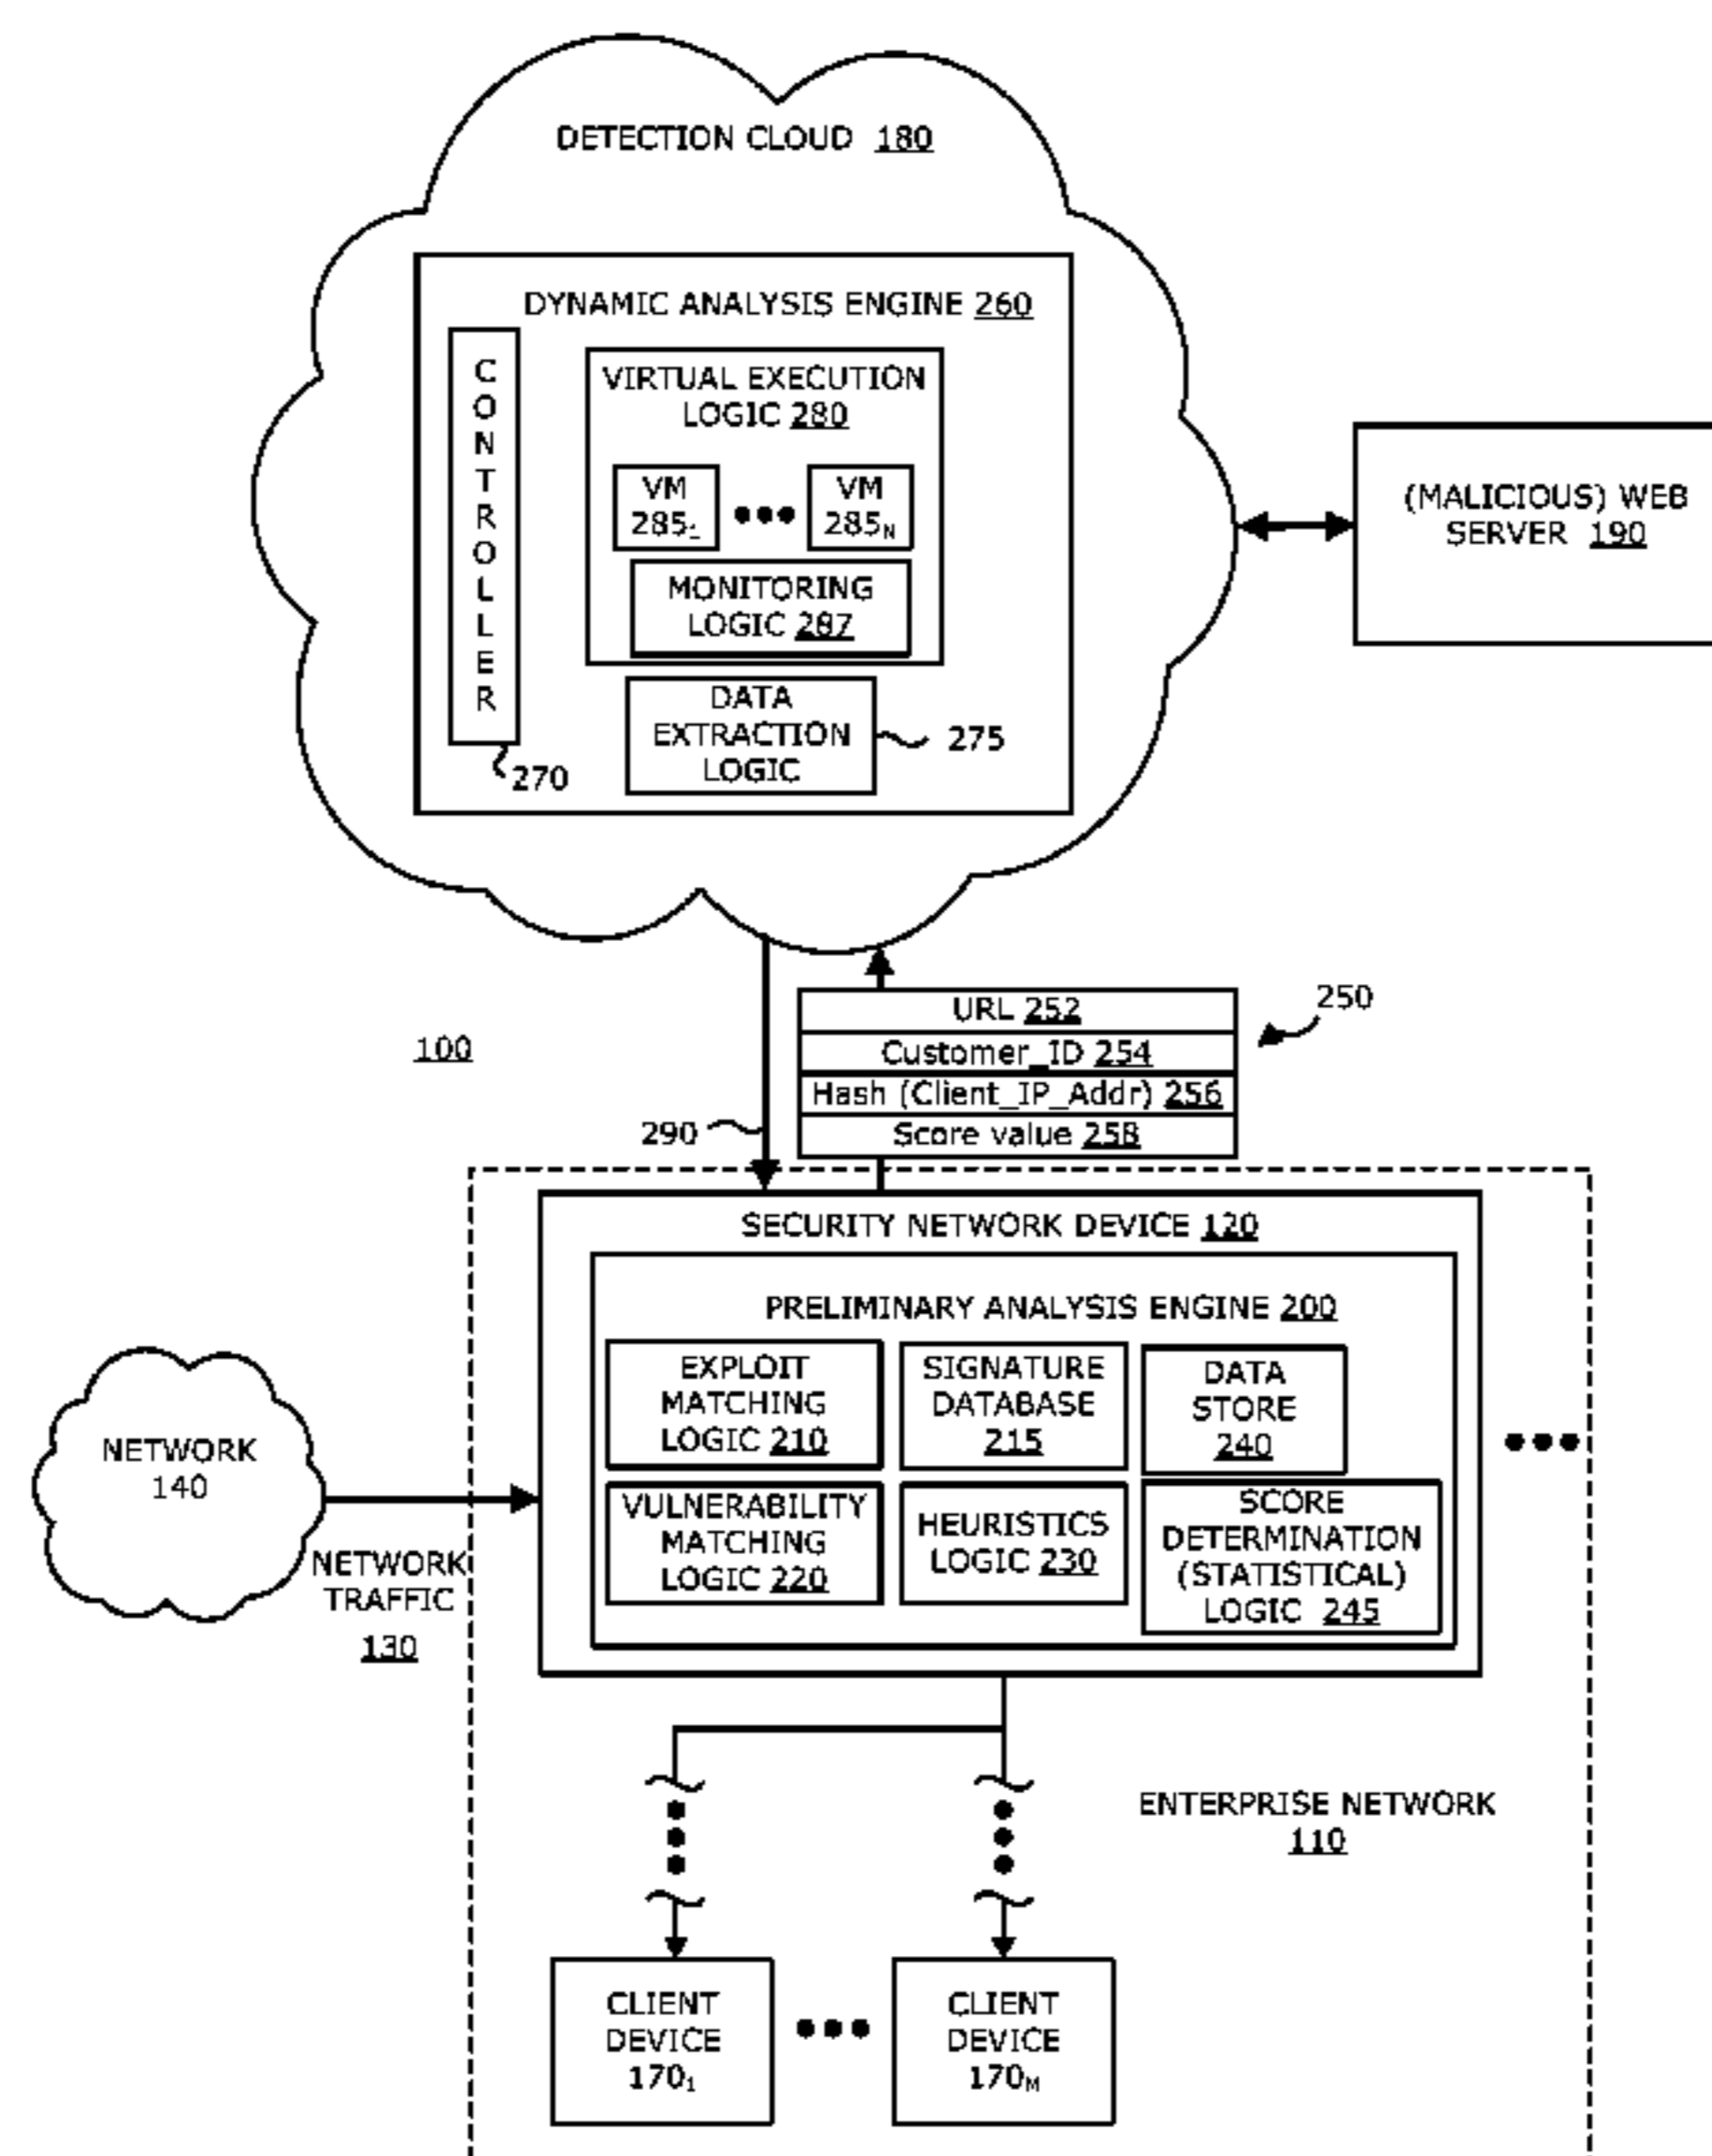 DETECTION CLOUD 180
DYNAMIC ANALYSIS ENGINE 260
CONTROLLER
270
VIRTUAL EXECUTION
LOGIC 280
VM
285₁
VM
285N
MONITORING
LOGIC 287
DATA
EXTRACTION
LOGIC
275
(MALICIOUS) WEB
SERVER 190
100
290
URL 252
Customer_ID 254
Hash (Client_IP_Addr) 256
Score value 258
250
SECURITY NETWORK DEVICE 120
PRELIMINARY ANALYSIS ENGINE 200
EXPLOIT
MATCHING
LOGIC 210
SIGNATURE
DATABASE
215
DATA
STORE
240
VULNERABILITY
MATCHING
LOGIC 220
HEURISTICS
LOGIC 230
SCORE
DETERMINATION
(STATISTICAL)
LOGIC 245
NETWORK
140
NETWORK
TRAFFIC
130
ENTERPRISE NETWORK
110
CLIENT
DEVICE
170₁
CLIENT
DEVICE
170M